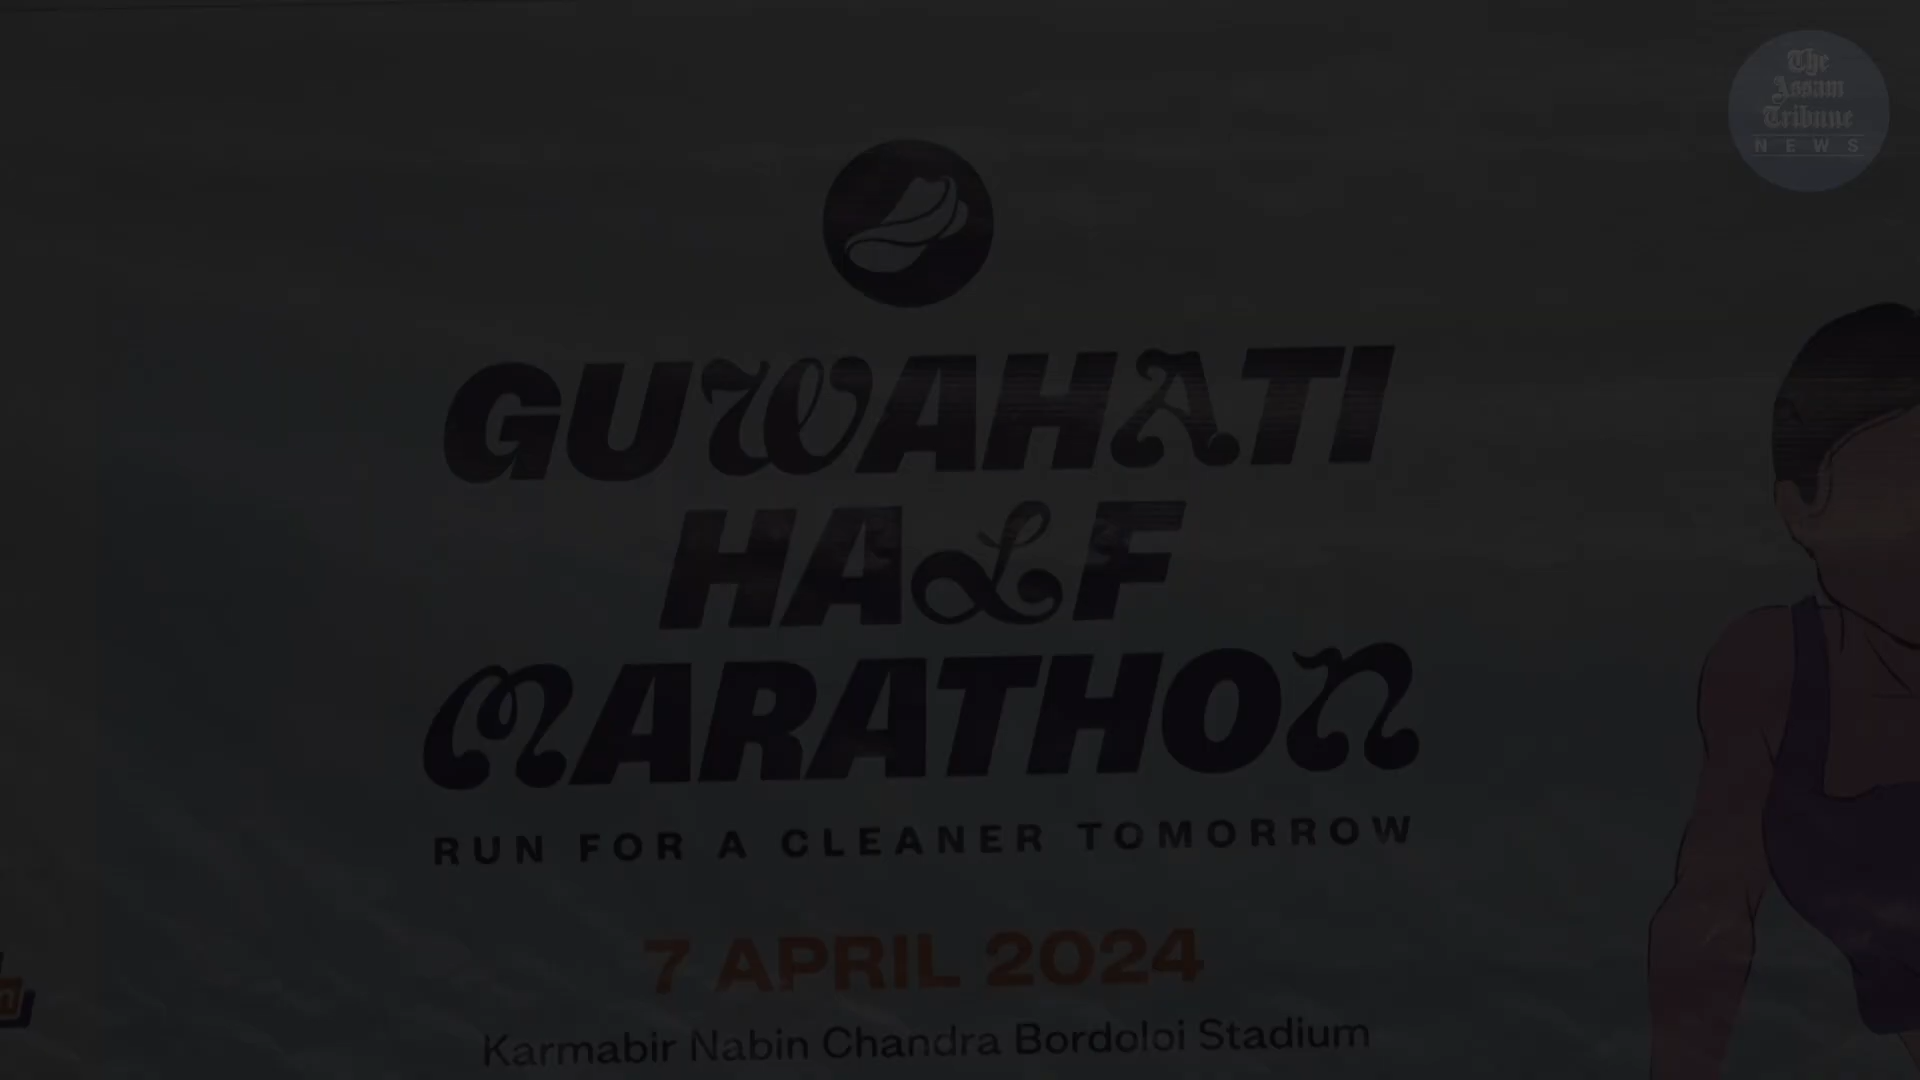 The
Assam
Tribune
NEWS
GUWAHATI
HALF
MARATHON
RUN FOR A CLEANER TOMORROW
7 APRIL 2024
Karmabir Nabin Chandra Bordoloi Stadium